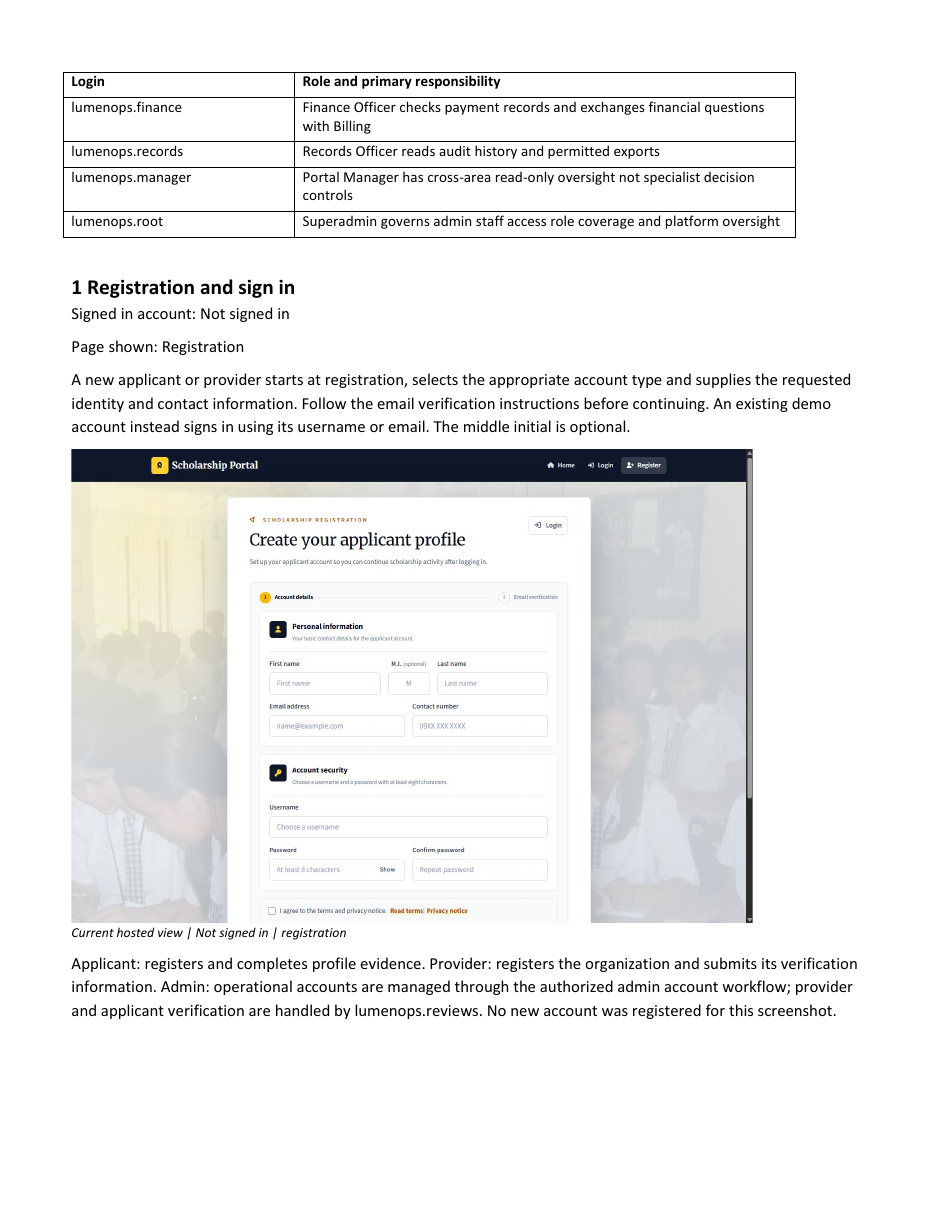 Login Role and primary responsibility
lumenops.finance Finance Officer checks payment records and exchanges financial questions
with Billing
lumenops.records Records Officer reads audit history and permitted exports
lumenops.manager Portal Manager has cross-area read-only oversight not specialist decision
controls
lumenops.root Superadmin governs admin staff access role coverage and platform oversight
1 Registration and sign in
Signed in account: Not signed in
Page shown: Registration
A new applicant or provider starts at registration, selects the appropriate account type and supplies the requested
identity and contact information. Follow the email verification instructions before continuing. An existing demo
account instead signs in using its username or email. The middle initial is optional.
Scholarship Portal Home Login Register
SCHOLARSHIP REGISTRATION
Login
Create your applicant profile
Set up your applicant account so you can continue scholarship activity after logging in.
1 Account details 2 Email verification
Personal information
Your basic contact details for the applicant account.
First name M.I. (optional) Last name
First name M Last name
Email address Contact number
name@example.com 09XX XXX XXXX
Account security
Choose a username and a password with at least eight characters.
Username
Choose a username
Password Confirm password
At least 8 characters Show Repeat password
I agree to the terms and privacy notice. Read terms| Privacy notice
Current hosted view | Not signed in | registration
Applicant: registers and completes profile evidence. Provider: registers the organization and submits its verification
information. Admin: operational accounts are managed through the authorized admin account workflow; provider
and applicant verification are handled by lumenops.reviews. No new account was registered for this screenshot.